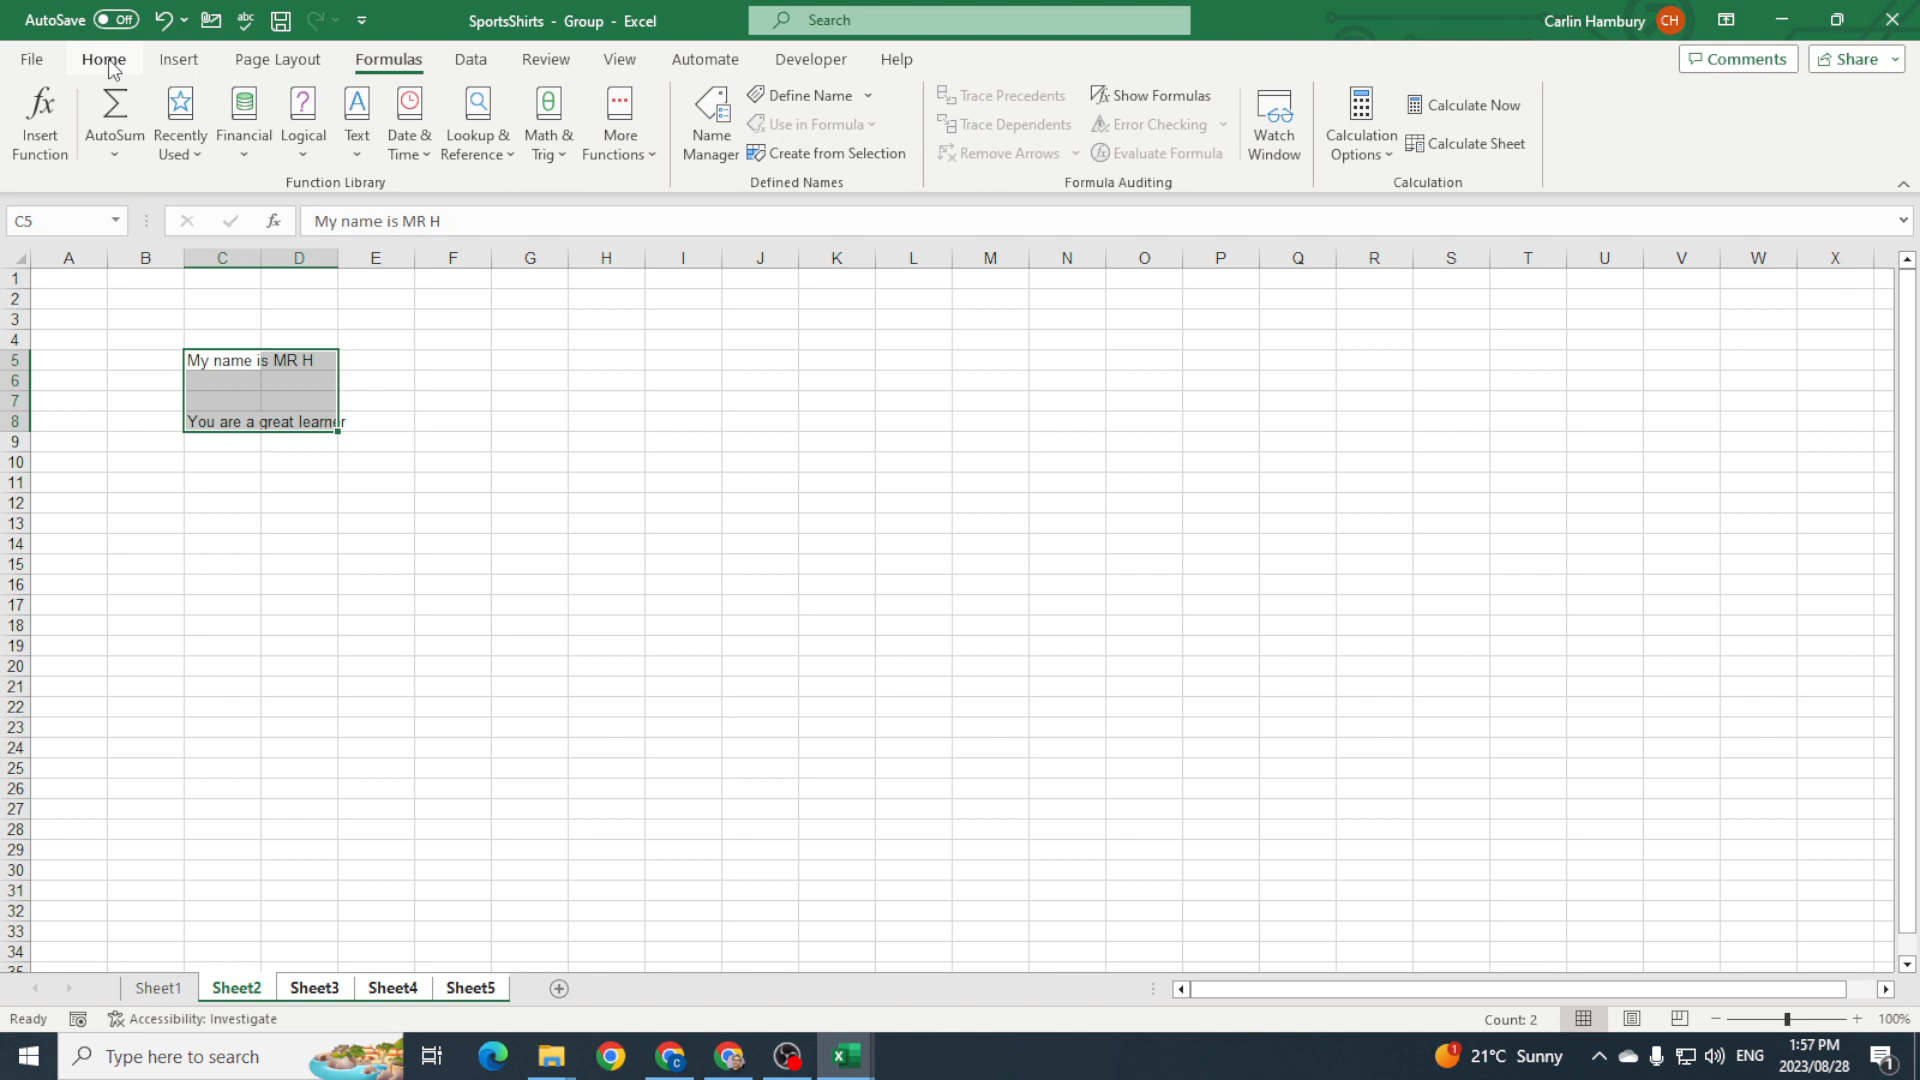 AutoSave Off SportsShirts - Group - Excel Search Carlin Hambury CH
File Home Insert Page Layout Formulas Data Review View Automate Developer Help Comments Share
Insert Function
AutoSum
Recently Used
Financial
Logical
Text
Date & Time
Lookup & Reference
Math & Trig
More Functions
Function Library
Name Manager
Define Name
Use in Formula
Create from Selection
Defined Names
Trace Precedents
Trace Dependents
Remove Arrows
Show Formulas
Error Checking
Evaluate Formula
Formula Auditing
Watch Window
Calculation Options
Calculate Now
Calculate Sheet
Calculation
C5 fx My name is MR H
A B C D E F G H I J K L M N O P Q R S T U V W X
1
2
3
4
5 My name is MR H
6
7
8 You are a great learner
9
10
11
12
13
14
15
16
17
18
19
20
21
22
23
24
25
26
27
28
29
30
31
32
33
34
35
Sheet1 Sheet2 Sheet3 Sheet4 Sheet5
Ready Accessibility: Investigate Count: 2 100%
Type here to search 21°C Sunny ENG 1:57 PM
2023/08/28